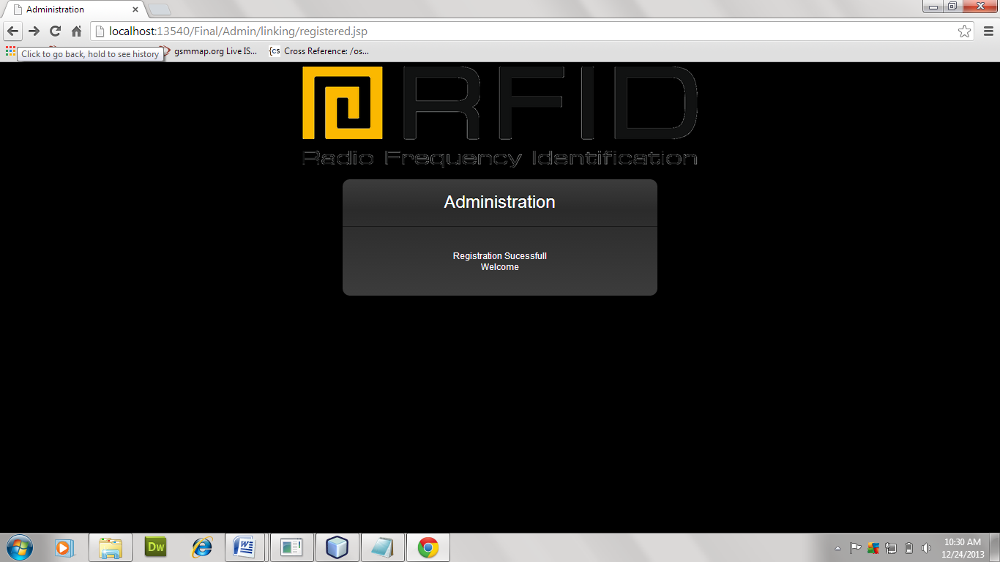 Administration
localhost:13540/Final/Admin/linking/registered.jsp
Click to go back, hold to see history
gsmmap.org Live IS...
{cs
Cross Reference: /os...
RFID
Radio Frequency Identification
Administration
Registration Sucessfull
Welcome
Dw
10:30 AM
12/24/2013